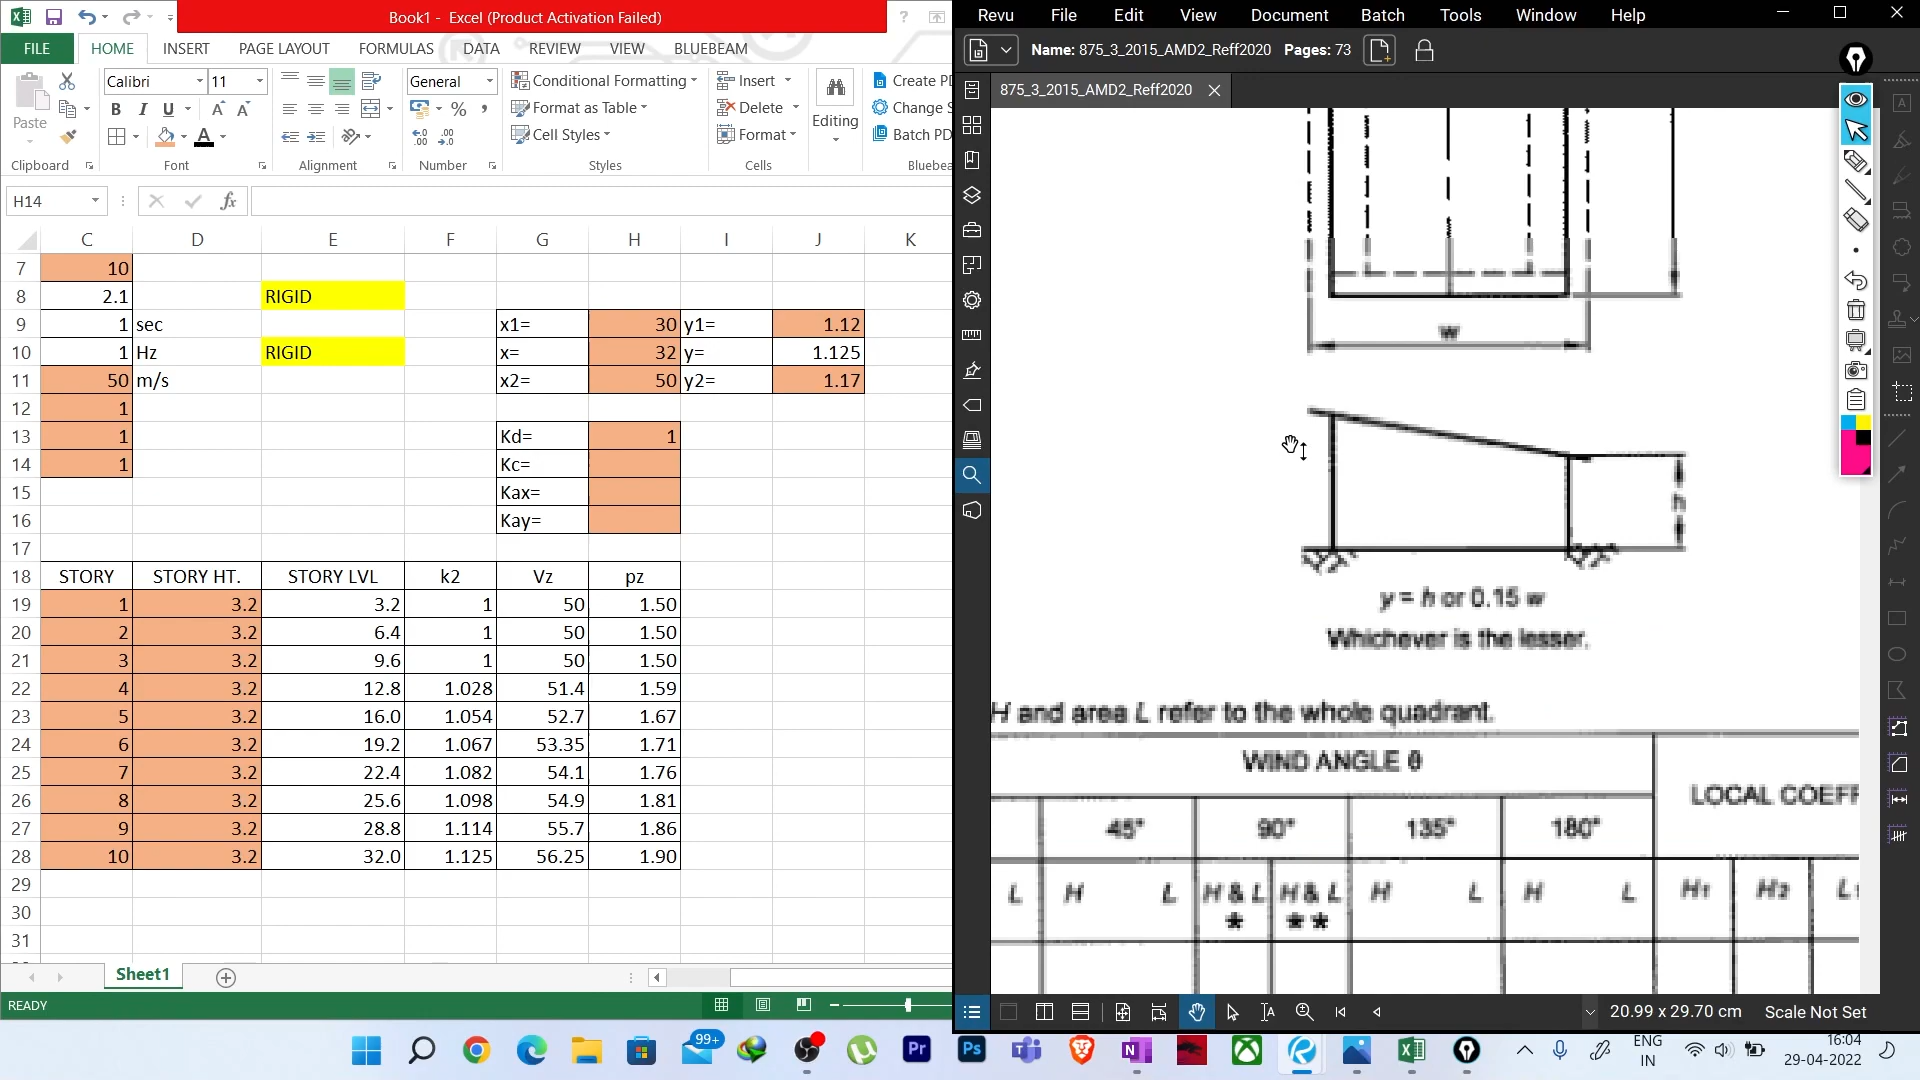 Book1 - Excel (Product Activation Failed)
FILE HOME INSERT PAGE LAYOUT FORMULAS DATA REVIEW VIEW BLUEBEAM
Paste
Calibri 11
B I U
General
Conditional Formatting
Format as Table
Cell Styles
Insert
Delete
Format
Editing
Create PD
Change S
Batch PD
Clipboard Font Alignment Number Styles Cells Bluebea
H14 fx
C D E F G H I J K
7 10
8 2.1 RIGID
9 1 sec x1= 30 y1= 1.12
10 1 Hz RIGID x= 32 y= 1.125
11 50 m/s x2= 50 y2= 1.17
12 1
13 1 Kd= 1
14 1 Kc=
15 Kax=
16 Kay=
17
18 STORY STORY HT. STORY LVL k2 Vz pz
19 1 3.2 3.2 1 50 1.50
20 2 3.2 6.4 1 50 1.50
21 3 3.2 9.6 1 50 1.50
22 4 3.2 12.8 1.028 51.4 1.59
23 5 3.2 16.0 1.054 52.7 1.67
24 6 3.2 19.2 1.067 53.35 1.71
25 7 3.2 22.4 1.082 54.1 1.76
26 8 3.2 25.6 1.098 54.9 1.81
27 9 3.2 28.8 1.114 55.7 1.86
28 10 3.2 32.0 1.125 56.25 1.90
29
30
31
Sheet1
READY
Revu File Edit View Document Batch Tools Window Help
Name: 875_3_2015_AMD2_Reff2020 Pages: 73
875_3_2015_AMD2_Reff2020
w
h
y = h or 0.15 w
Whichever is the lesser.
H and area L refer to the whole quadrant.
WIND ANGLE θ
LOCAL COEFF
45° 90° 135° 180°
L H L H & L H & L H L H L H1 H2 L
* **
20.99 x 29.70 cm Scale Not Set
99+
Pr Ps
ENG
IN
16:04
29-04-2022